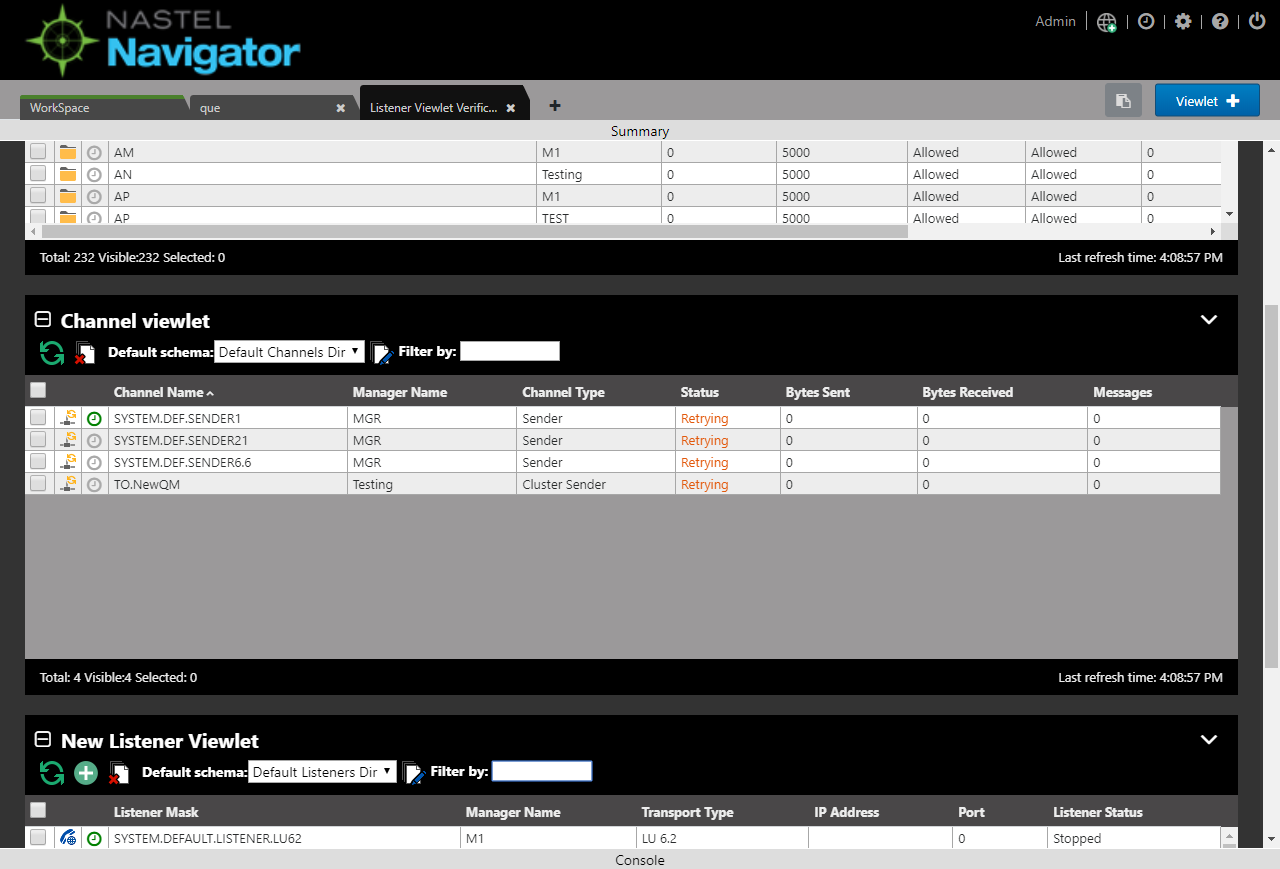 NASTEL
Navigator
Admin
WorkSpace
que
Listener Viewlet Verific...
Viewlet
Summary
AM M1 0 5000 Allowed Allowed 0
AN Testing 0 5000 Allowed Allowed 0
AP M1 0 5000 Allowed Allowed 0
AP TEST 0 5000 Allowed Allowed 0
Total: 232 Visible:232 Selected: 0 Last refresh time: 4:08:57 PM
Channel viewlet
Default schema: Default Channels Dir Filter by:
Channel Name Manager Name Channel Type Status Bytes Sent Bytes Received Messages
SYSTEM.DEF.SENDER1 MGR Sender Retrying 0 0 0
SYSTEM.DEF.SENDER21 MGR Sender Retrying 0 0 0
SYSTEM.DEF.SENDER6.6 MGR Sender Retrying 0 0 0
TO.NewQM Testing Cluster Sender Retrying 0 0 0
Total: 4 Visible:4 Selected: 0 Last refresh time: 4:08:57 PM
New Listener Viewlet
Default schema: Default Listeners Dir Filter by:
Listener Mask Manager Name Transport Type IP Address Port Listener Status
SYSTEM.DEFAULT.LISTENER.LU62 M1 LU 6.2 0 Stopped
Console